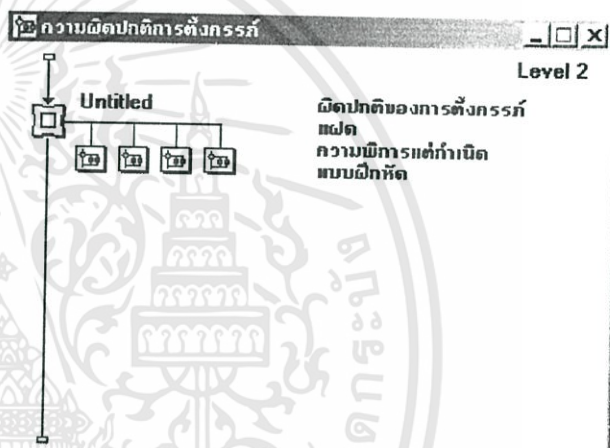 ความผิดปกติการตั้งครรภ์
Level 2
Untitled
ผิดปกติของการตั้งครรภ์
แฝด
ความพิการแต่กำเนิด
แบบฝึกหัด